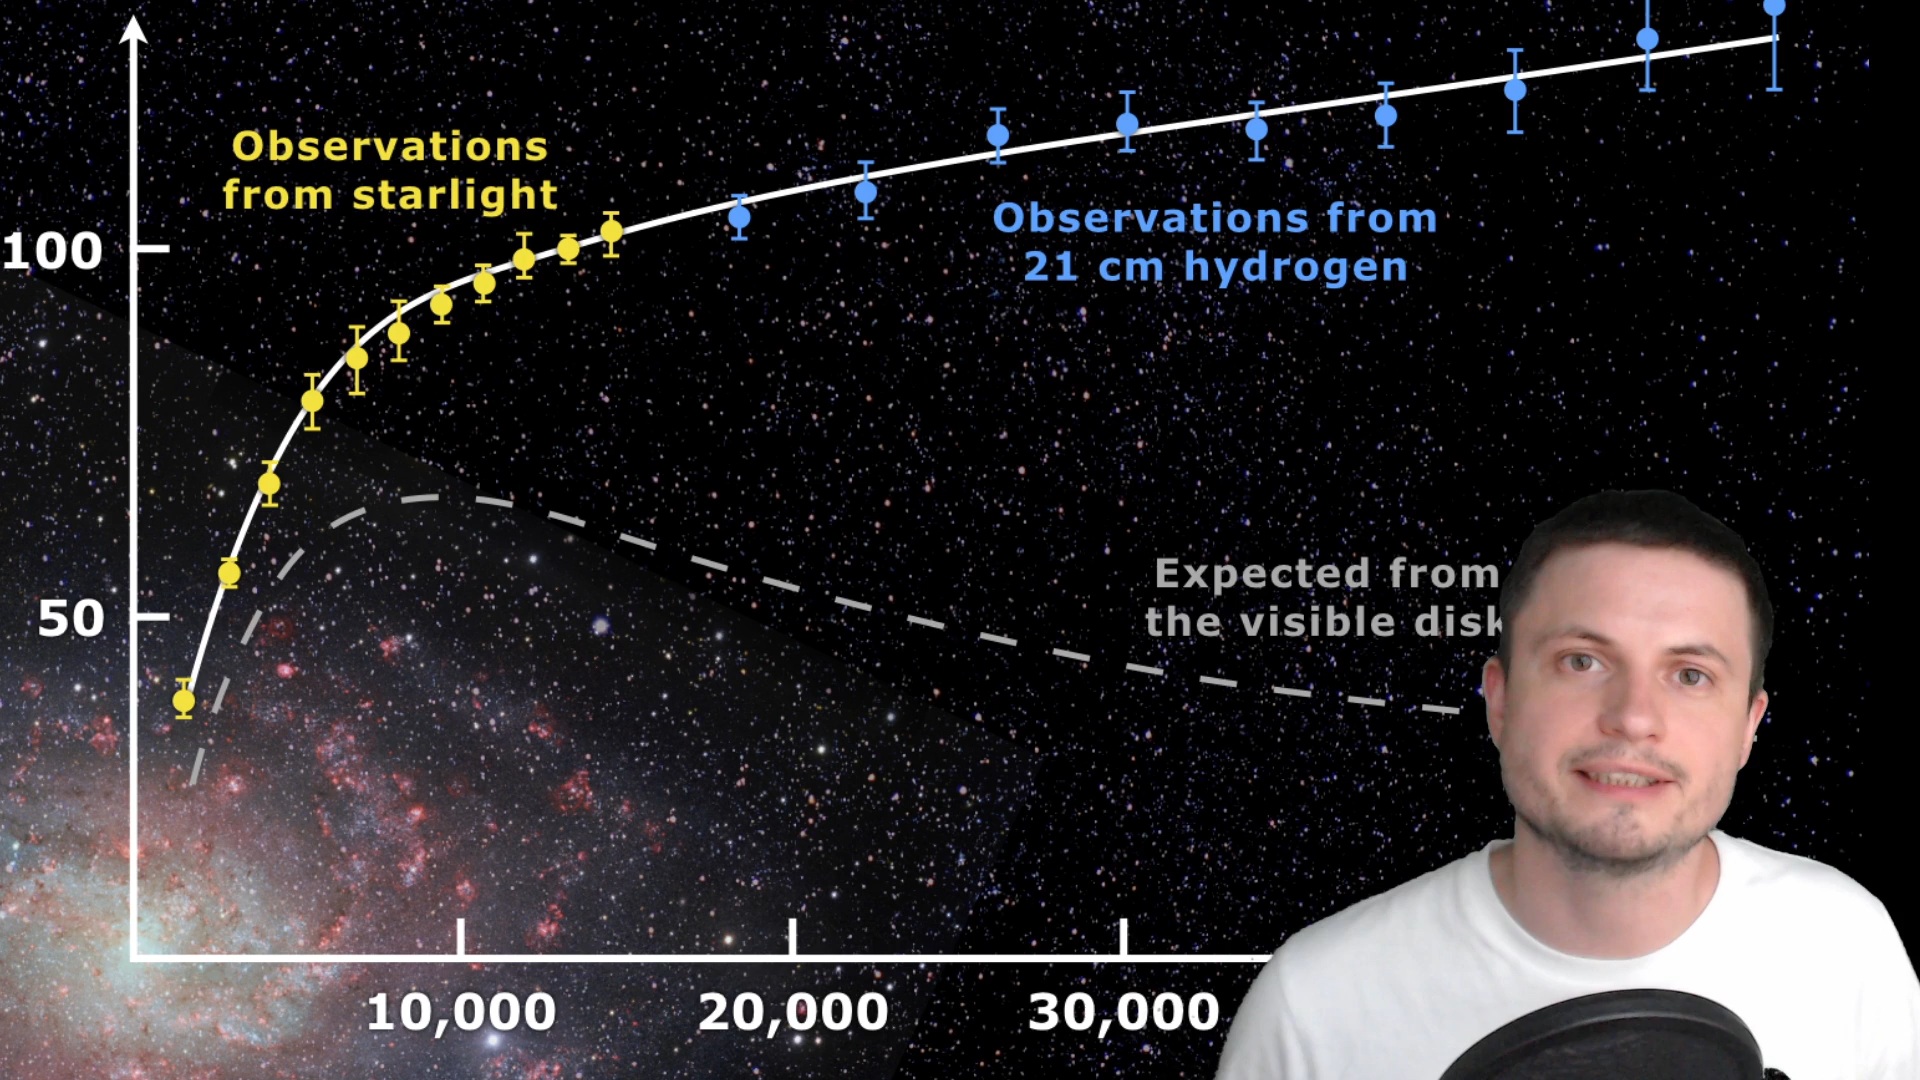 Observations
from starlight
100
Observations from
21 cm hydrogen
Expected from
the visible disk
50
10,000
20,000
30,000